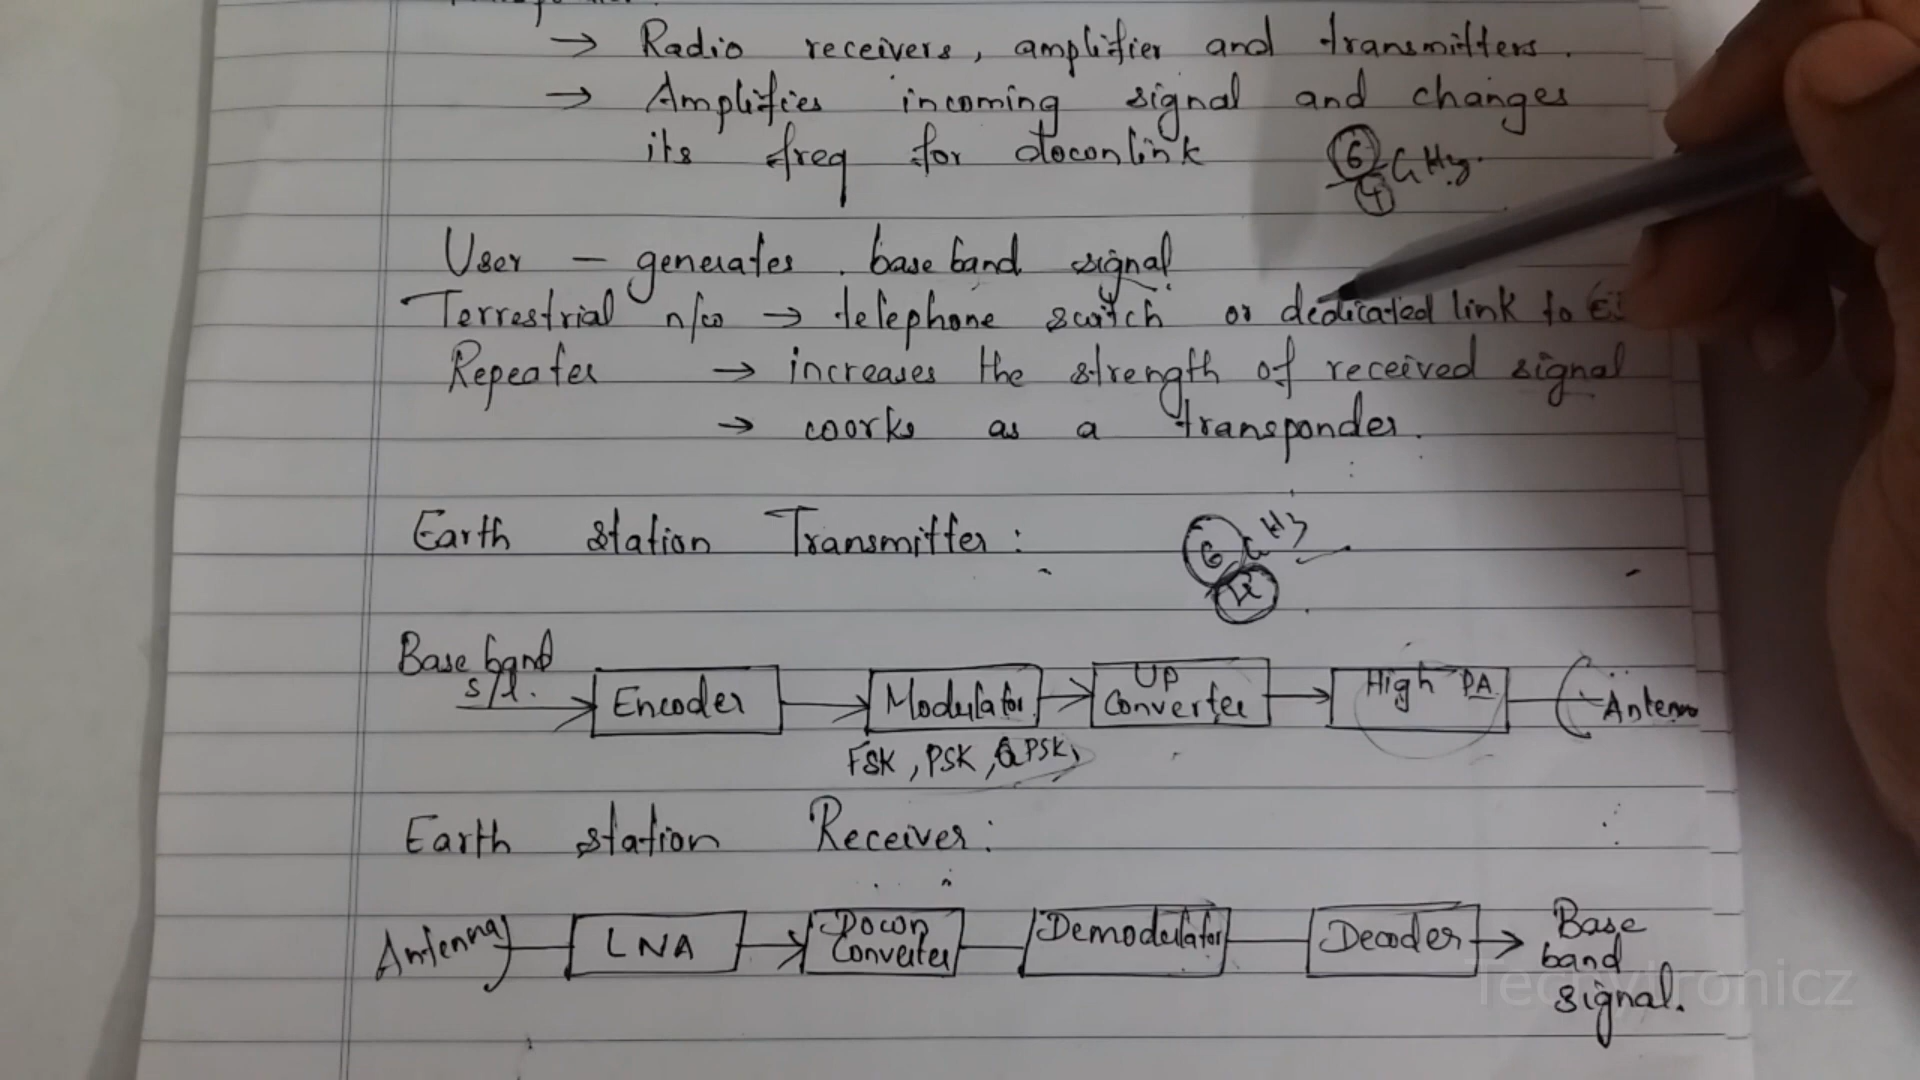 → Radio receivers, amplifier and transmitters.
→ Amplifies incoming signal and changes
its freq for downlink 6/4 GHz.
User – generates base band signal
Terrestrial n/w → telephone switch or dedicated link to
Repeater → increases the strength of received signal
→ works as a transponder.
Earth station Transmitter:
6 GHz
Base band
s/l.
Encoder
Modulator
UP
Converter
High PA
Antenna
FSK, PSK, QPSK,
Earth station Receiver:
Antenna
LNA
Down
Converter
Demodulator
Decoder
Base
band
signal.
Techytronicz